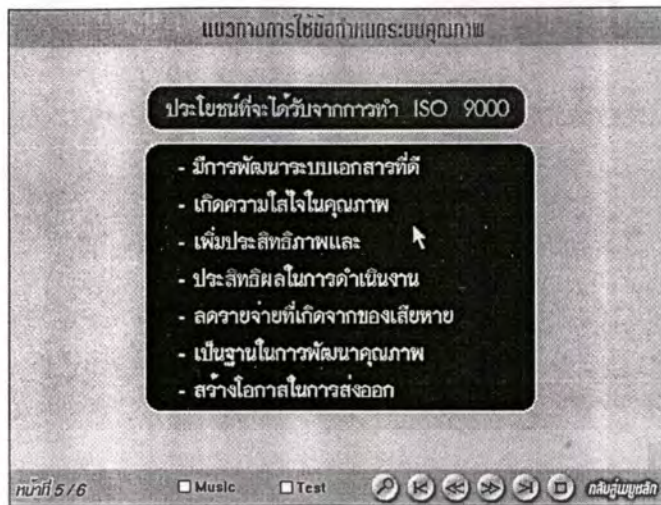 แนวทางการใช้ข้อกำหนดระบบคุณภาพ
ประโยชน์ที่จะได้รับจากการทำ ISO 9000
- มีการพัฒนาระบบเอกสารที่ดี
- เกิดความใส่ใจในคุณภาพ
- เพิ่มประสิทธิภาพและ
- ประสิทธิผลในการดำเนินงาน
- ลดรายจ่ายที่เกิดจากของเสียหาย
- เป็นฐานในการพัฒนาคุณภาพ
- สร้างโอกาสในการส่งออก
หน้าที่ 5/6 Music Test กลับสู่เมนูหลัก